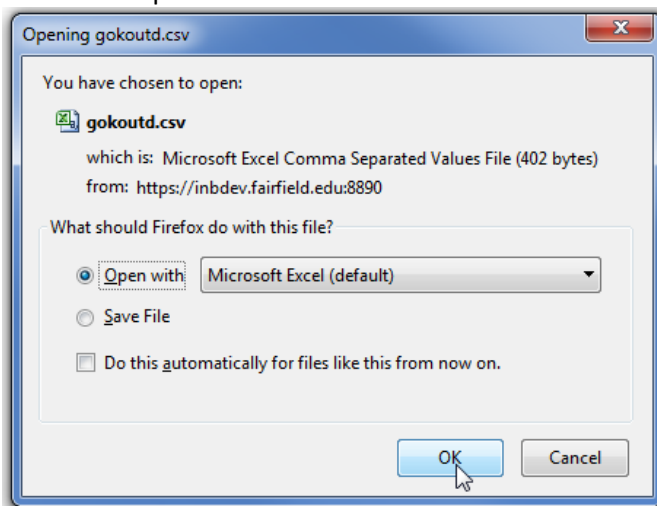 Opening gokoutd.csv
You have chosen to open:
gokoutd.csv
which is: Microsoft Excel Comma Separated Values File (402 bytes)
from: https://inbdev.fairfield.edu:8890
What should Firefox do with this file?
Open with Microsoft Excel (default)
Save File
Do this automatically for files like this from now on.
OK Cancel